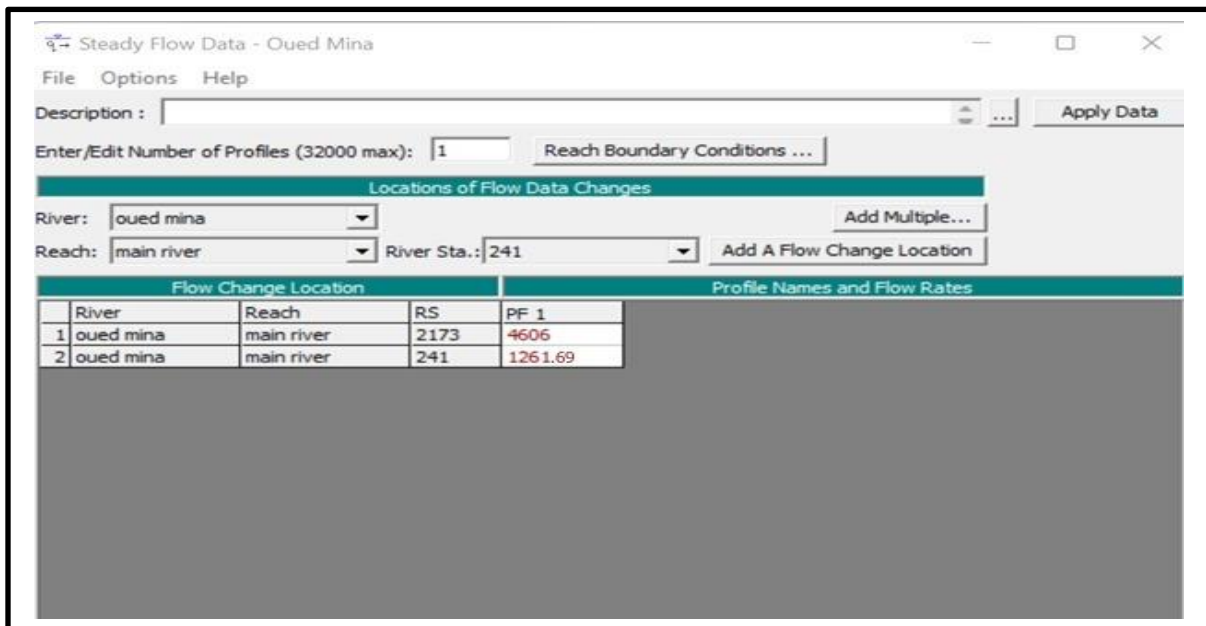 Steady Flow Data - Oued Mina
File Options Help
Description : ... Apply Data
Enter/Edit Number of Profiles (32000 max): 1 Reach Boundary Conditions ...
Locations of Flow Data Changes
River: oued mina Add Multiple...
Reach: main river River Sta.: 241 Add A Flow Change Location
Flow Change Location Profile Names and Flow Rates
River Reach RS PF 1
1 oued mina main river 2173 4606
2 oued mina main river 241 1261.69